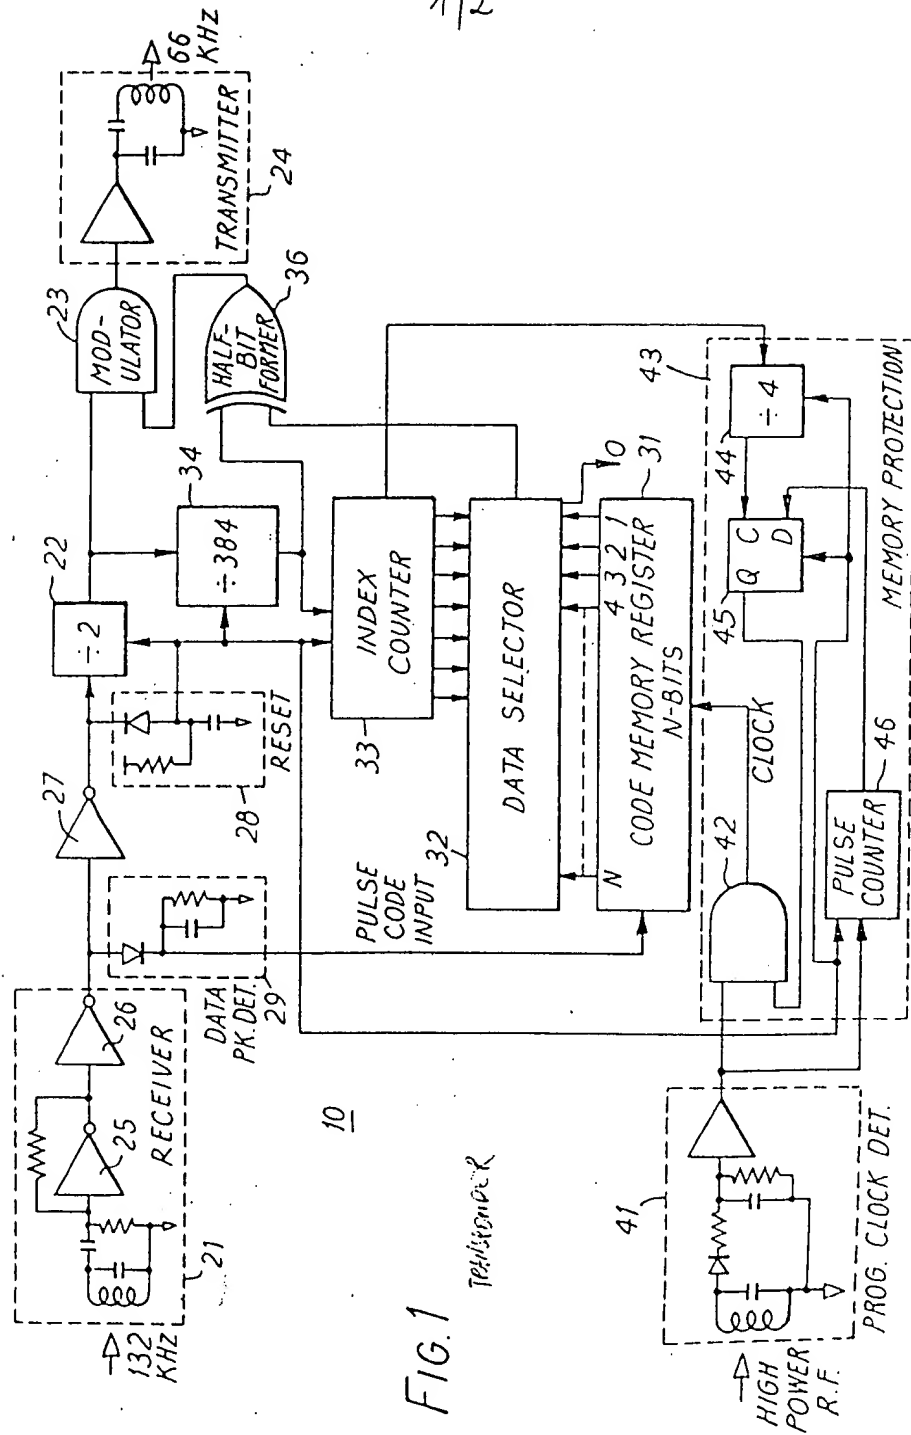 1/2
132
KHz
21
RECEIVER
25
26
27
÷2
22
MOD-
ULATOR
23
66
KHz
TRANSMITTER
24
DATA
PK.DET.
29
28
RESET
÷384
34
HALF-
BIT
FORMER
36
PULSE
CODE
INPUT
INDEX
COUNTER
33
DATA SELECTOR
32
O
N 4 3 2 1
CODE MEMORY REGISTER
N-BITS
31
CLOCK
10
TRANSPONDER
FIG. 1
HIGH
POWER
R.F.
41
PROG. CLOCK DET.
42
PULSE
COUNTER
46
45
Q C
D
44
÷4
43
MEMORY PROTECTION